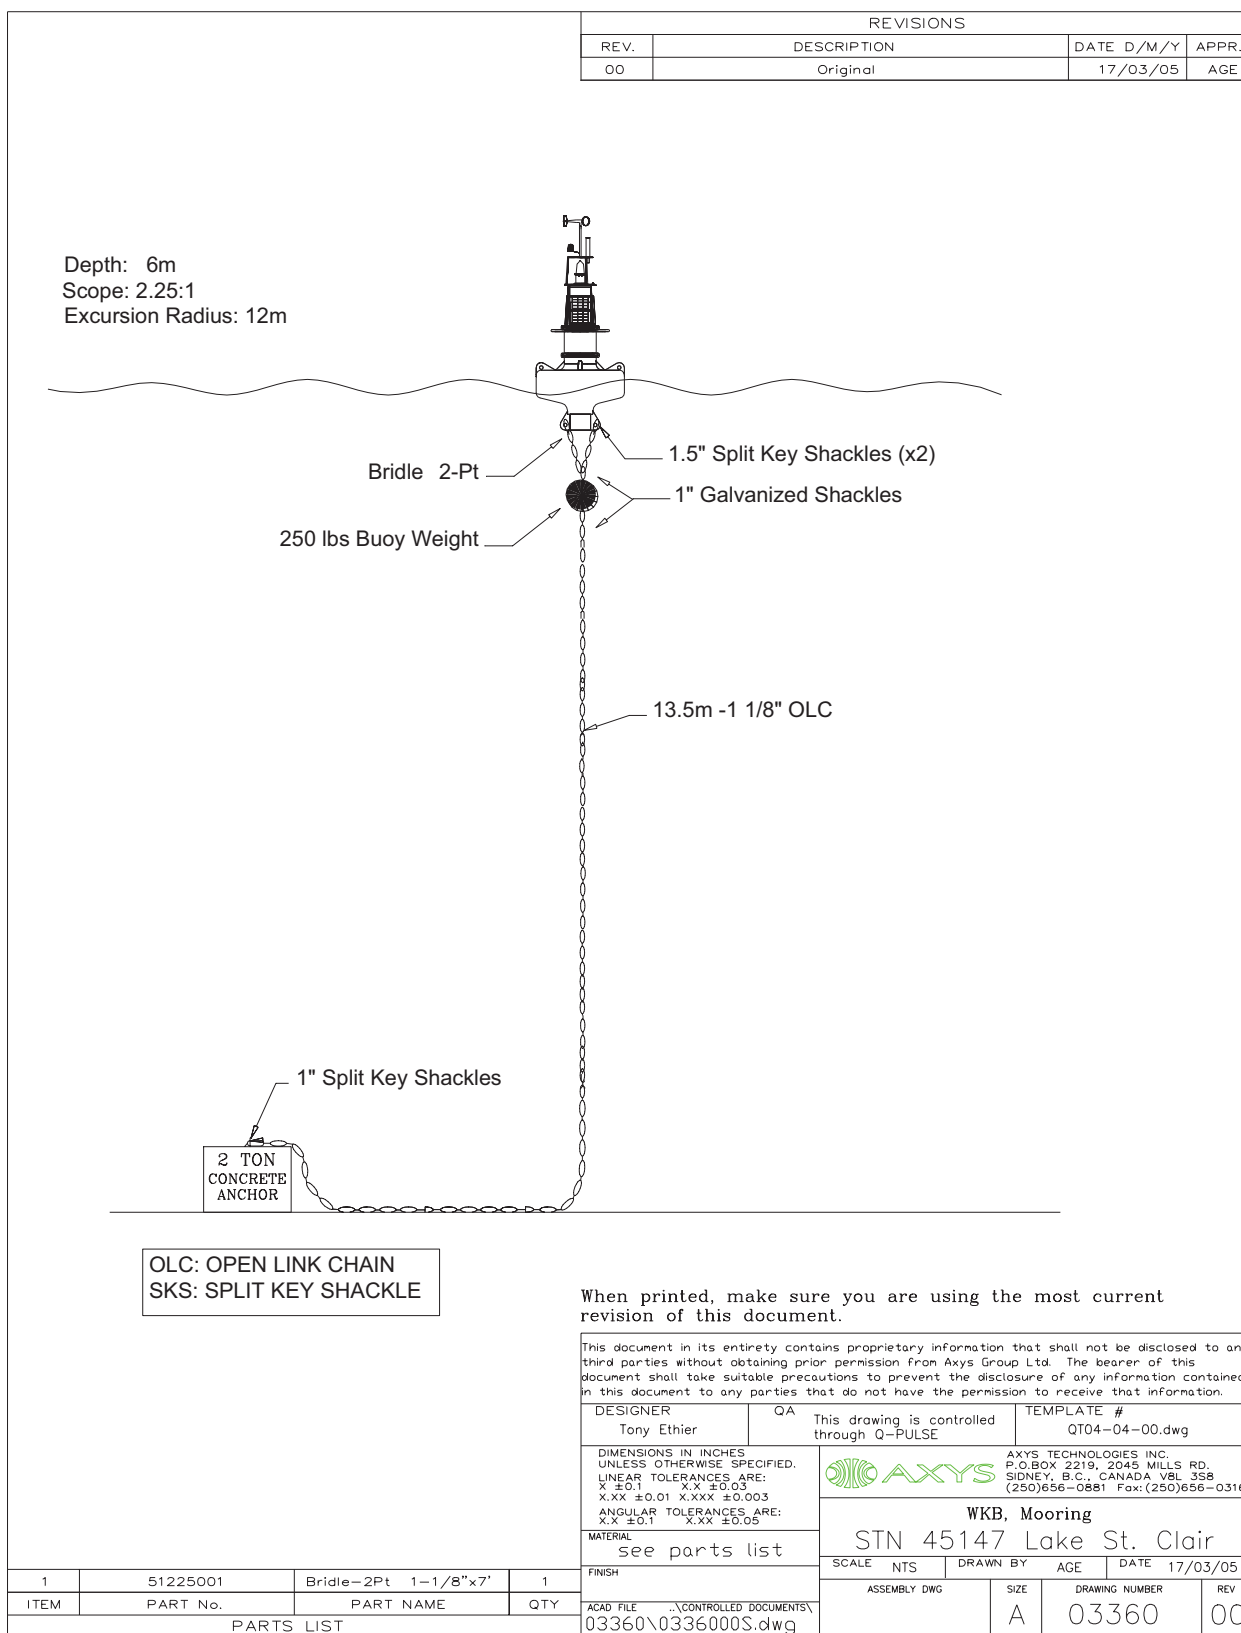 REVISIONS
REV. DESCRIPTION DATE D/M/Y APPR.
00 Original 17/03/05 AGE
Depth: 6m
Scope: 2.25:1
Excursion Radius: 12m
1.5" Split Key Shackles (x2)
Bridle 2-Pt
1" Galvanized Shackles
250 lbs Buoy Weight
13.5m -1 1/8" OLC
1" Split Key Shackles
2 TON
CONCRETE
ANCHOR
OLC: OPEN LINK CHAIN
SKS: SPLIT KEY SHACKLE
When printed, make sure you are using the most current
revision of this document.
This document in its entirety contains proprietary information that shall not be disclosed to an
third parties without obtaining prior permission from Axys Group Ltd. The bearer of this
document shall take suitable precautions to prevent the disclosure of any information contained
in this document to any parties that do not have the permission to receive that information.
DESIGNER
Tony Ethier
QA
This drawing is controlled
through Q-PULSE
TEMPLATE #
QT04-04-00.dwg
DIMENSIONS IN INCHES
UNLESS OTHERWISE SPECIFIED.
LINEAR TOLERANCES ARE:
X ±0.1 X.X ±0.03
X.XX ±0.01 X.XXX ±0.003
ANGULAR TOLERANCES ARE:
X.X ±0.1 X.XX ±0.05
AXYS
AXYS TECHNOLOGIES INC.
P.O.BOX 2219, 2045 MILLS RD.
SIDNEY, B.C., CANADA V8L 3S8
(250)656-0881 Fax:(250)656-0316
WKB, Mooring
STN 45147 Lake St. Clair
MATERIAL
see parts list
SCALE NTS DRAWN BY AGE DATE 17/03/05
FINISH
ASSEMBLY DWG SIZE DRAWING NUMBER REV
A 03360 00
ACAD FILE ..\CONTROLLED DOCUMENTS\
03360\0336000S.dwg
1 51225001 Bridle-2Pt 1-1/8"x7' 1
ITEM PART No. PART NAME QTY
PARTS LIST